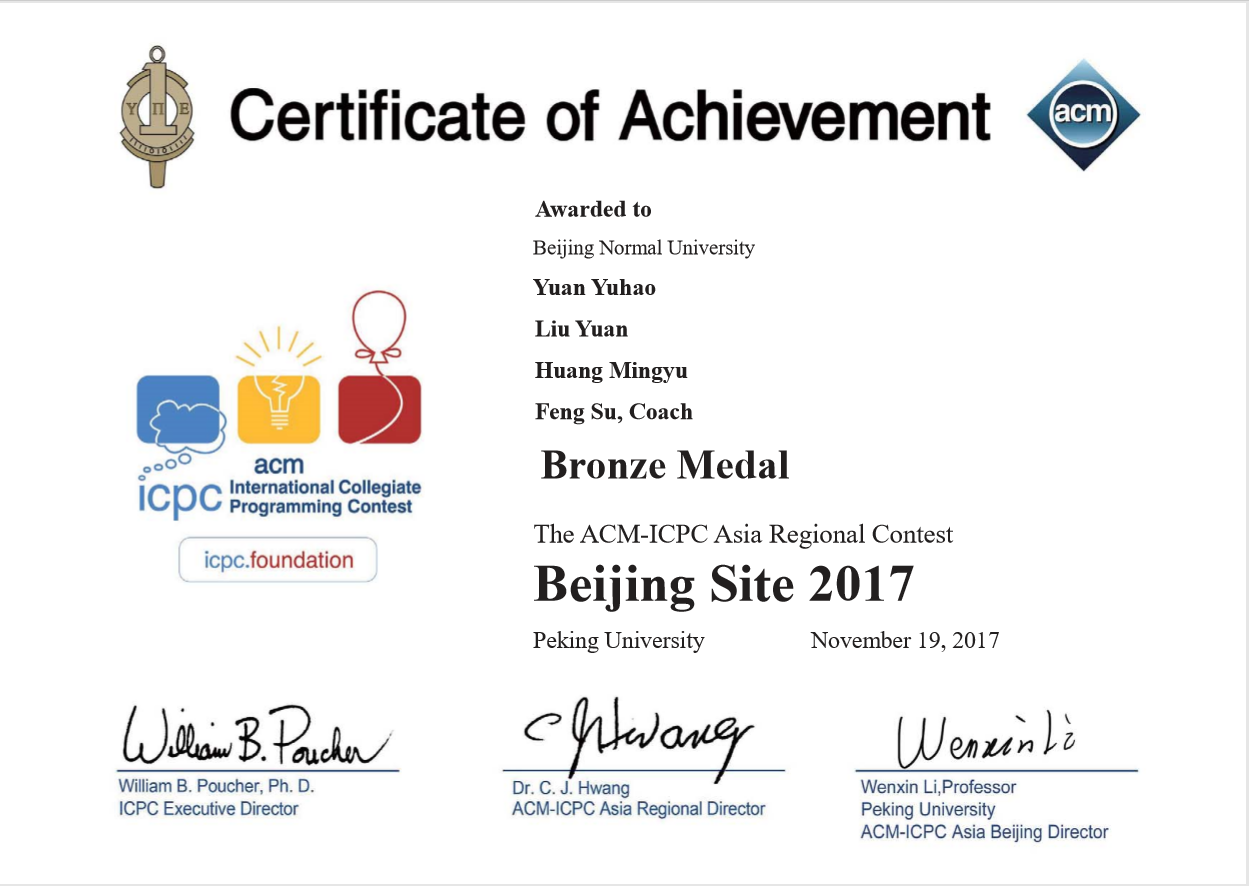 Υ Π Ε
Certificate of Achievement
acm
Awarded to
Beijing Normal University
Yuan Yuhao
Liu Yuan
Huang Mingyu
Feng Su, Coach
Bronze Medal
acm
icpc International Collegiate
Programming Contest
icpc.foundation
The ACM-ICPC Asia Regional Contest
Beijing Site 2017
Peking University November 19, 2017
William B. Poucher
C J Hwang
Wenxin Li
William B. Poucher, Ph. D.
ICPC Executive Director
Dr. C. J. Hwang
ACM-ICPC Asia Regional Director
Wenxin Li,Professor
Peking University
ACM-ICPC Asia Beijing Director